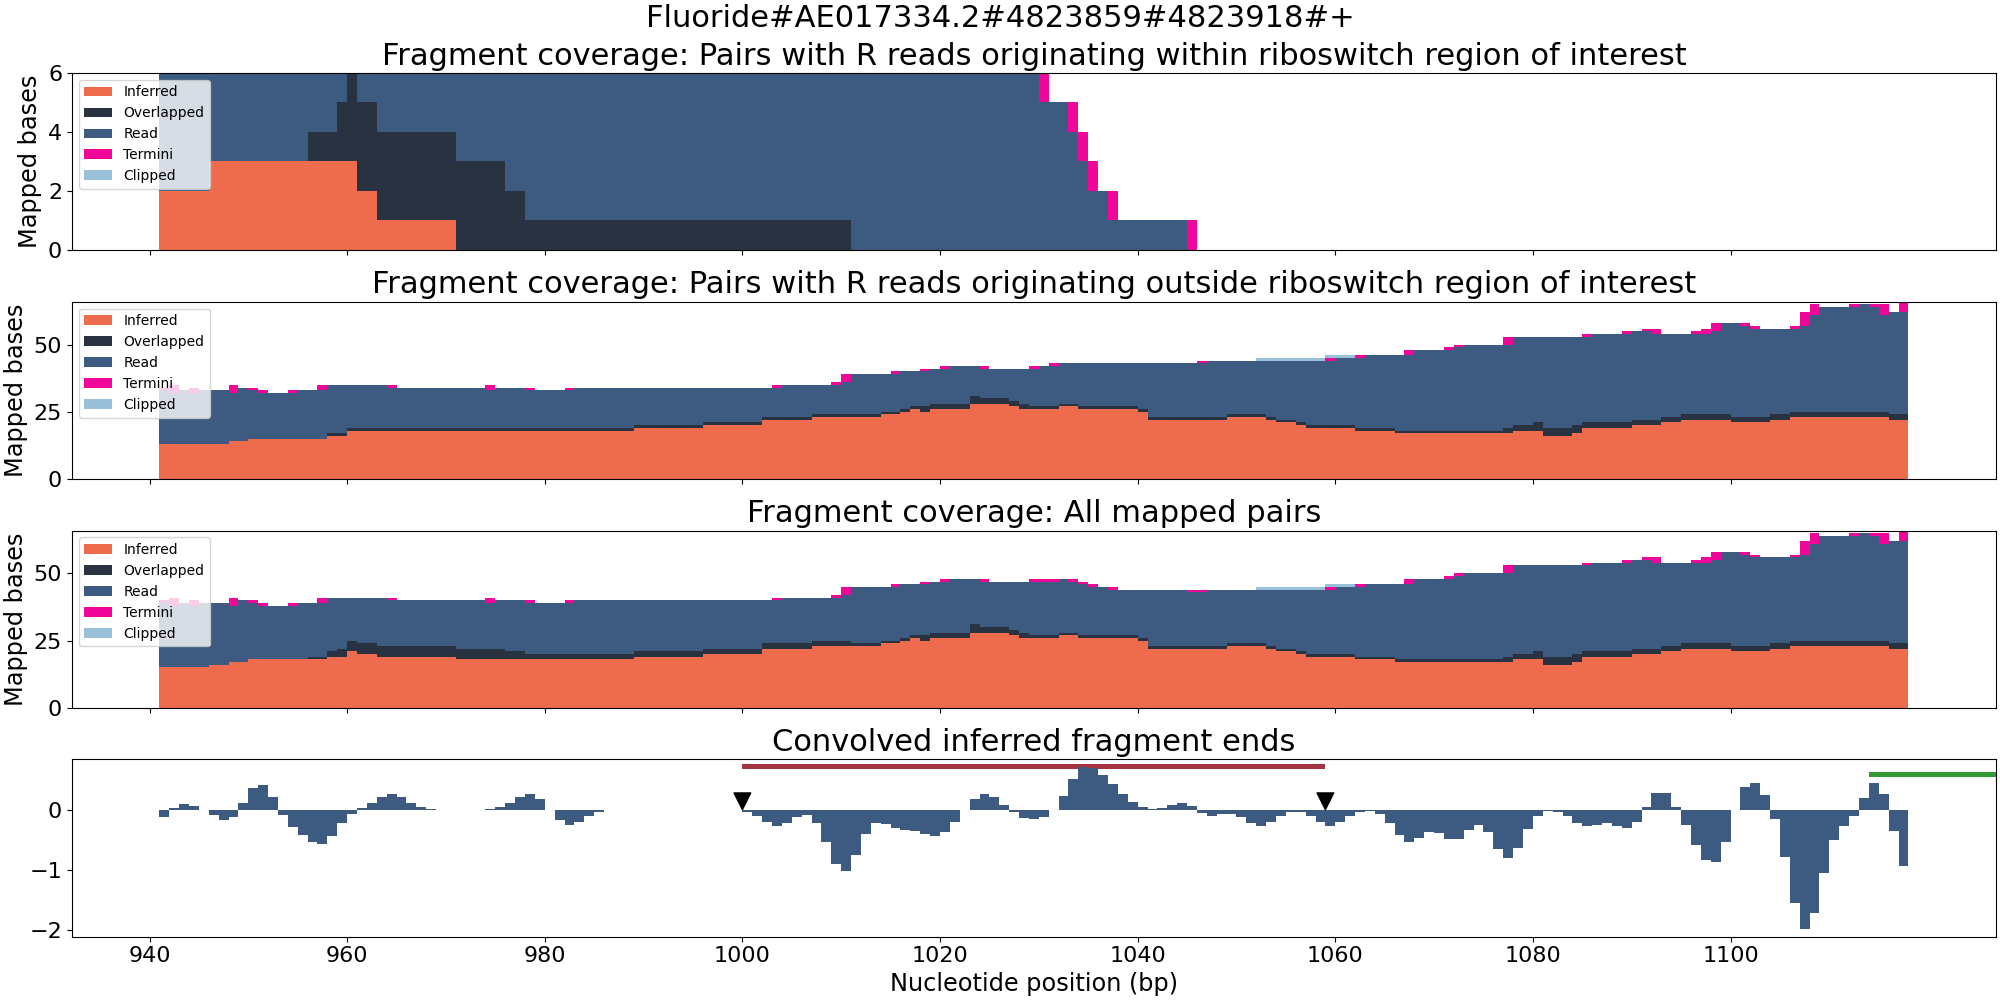 Fluoride#AE017334.2#4823859#4823918#+
Fragment coverage: Pairs with R reads originating within riboswitch region of interest
Mapped bases
6
4
2
0
Inferred
Overlapped
Read
Termini
Clipped
Fragment coverage: Pairs with R reads originating outside riboswitch region of interest
Mapped bases
50
25
0
Inferred
Overlapped
Read
Termini
Clipped
Fragment coverage: All mapped pairs
Mapped bases
50
25
0
Inferred
Overlapped
Read
Termini
Clipped
Convolved inferred fragment ends
0
−1
−2
940 960 980 1000 1020 1040 1060 1080 1100
Nucleotide position (bp)